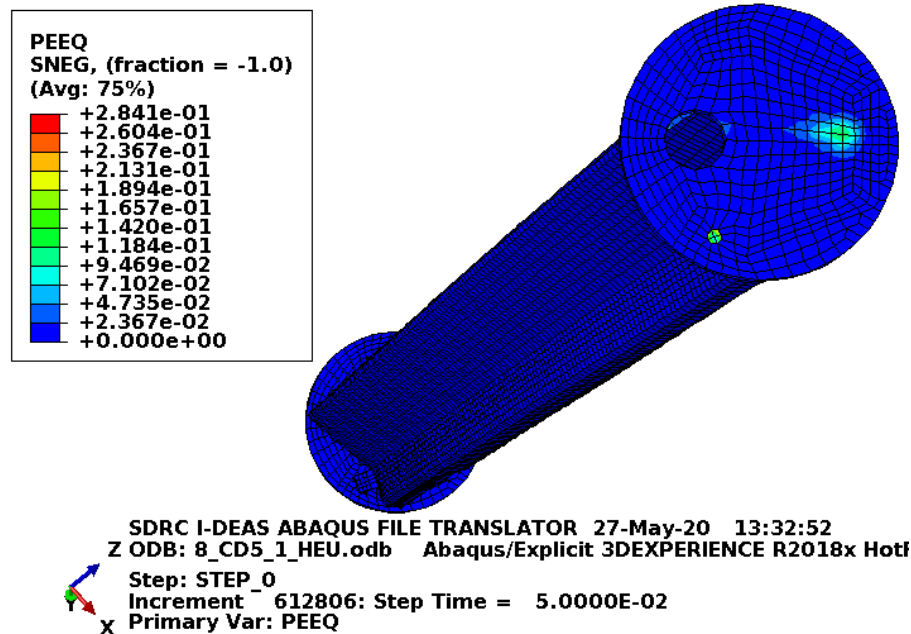 PEEQ
SNEG, (fraction = -1.0)
(Avg: 75%)
+2.841e-01
+2.604e-01
+2.367e-01
+2.131e-01
+1.894e-01
+1.657e-01
+1.420e-01
+1.184e-01
+9.469e-02
+7.102e-02
+4.735e-02
+2.367e-02
+0.000e+00
SDRC I-DEAS ABAQUS FILE TRANSLATOR 27-May-20 13:32:52
Z ODB: 8_CD5_1_HEU.odb Abaqus/Explicit 3DEXPERIENCE R2018x
Step: STEP_0
Y Increment 612806: Step Time = 5.0000E-02
X Primary Var: PEEQ